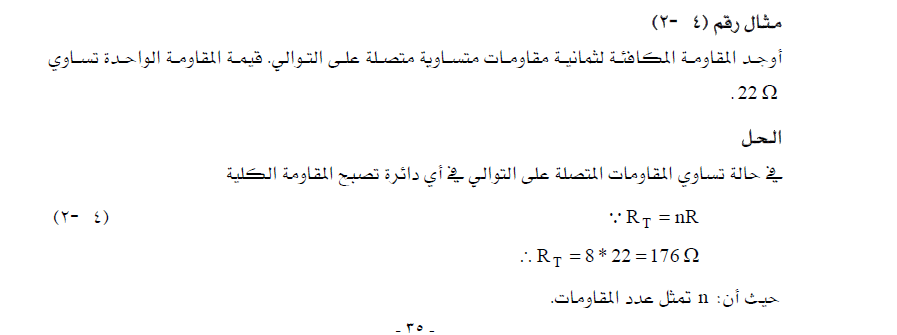 مثال رقم (٤ -٢)
أوجد المقاومة المكافئة لثمانية مقاومات متساوية متصلة على التوالي. قيمة المقاومة الواحدة تساوي
22 Ω .
الحل
في حالة تساوي المقاومات المتصلة على التوالي في أي دائرة تصبح المقاومة الكلية
∵ R_T = nR (٤ -٢)
∴ R_T = 8 * 22 = 176 Ω
حيث أن: n تمثل عدد المقاومات.
- ٣٥ -